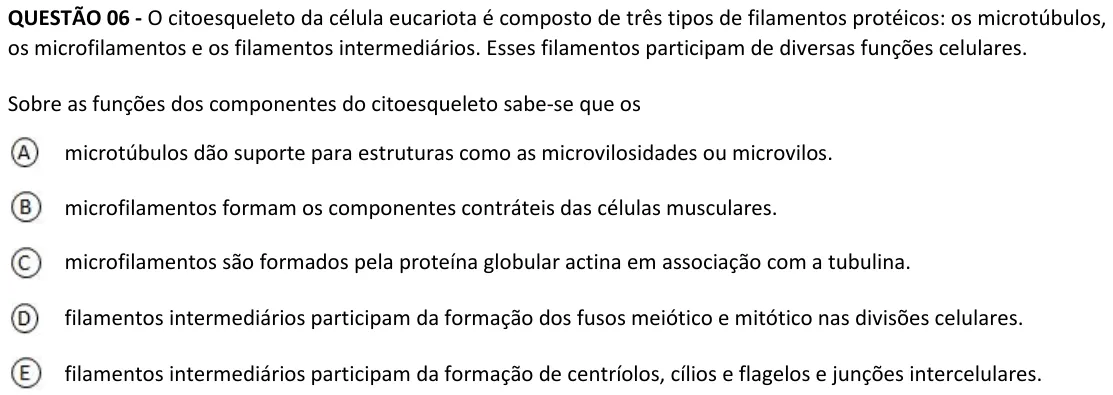 QUESTÃO 06 - O citoesqueleto da célula eucariota é composto de três tipos de filamentos protéicos: os microtúbulos,
os microfilamentos e os filamentos intermediários. Esses filamentos participam de diversas funções celulares.
Sobre as funções dos componentes do citoesqueleto sabe-se que os
A microtúbulos dão suporte para estruturas como as microvilosidades ou microvilos.
B microfilamentos formam os componentes contráteis das células musculares.
C microfilamentos são formados pela proteína globular actina em associação com a tubulina.
D filamentos intermediários participam da formação dos fusos meiótico e mitótico nas divisões celulares.
E filamentos intermediários participam da formação de centríolos, cílios e flagelos e junções intercelulares.